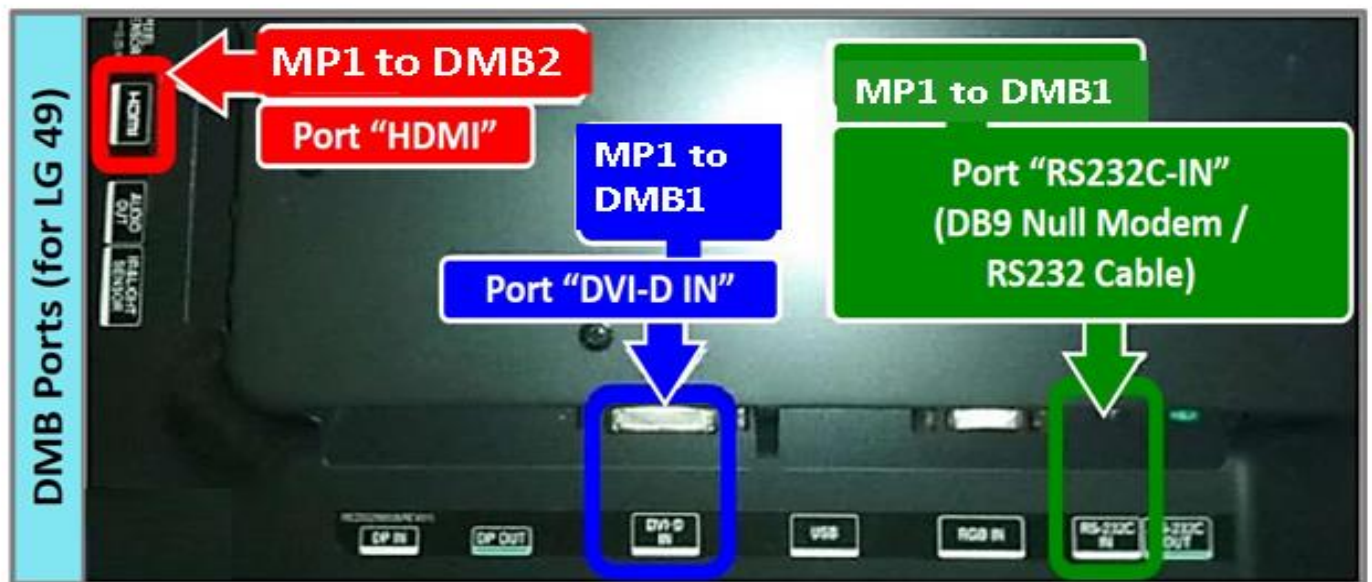 DMB Ports (for LG 49)
HDMI
MP1 to DMB2
Port “HDMI”
AUDIO
OUT
IR&LIGHT
SENSOR
MP1 to
DMB1
Port “DVI-D IN”
MP1 to DMB1
Port “RS232C-IN”
(DB9 Null Modem /
RS232 Cable)
DP IN
DP OUT
DVI-D
IN
USB
RGB IN
RS-232C
IN
RS-232C
OUT